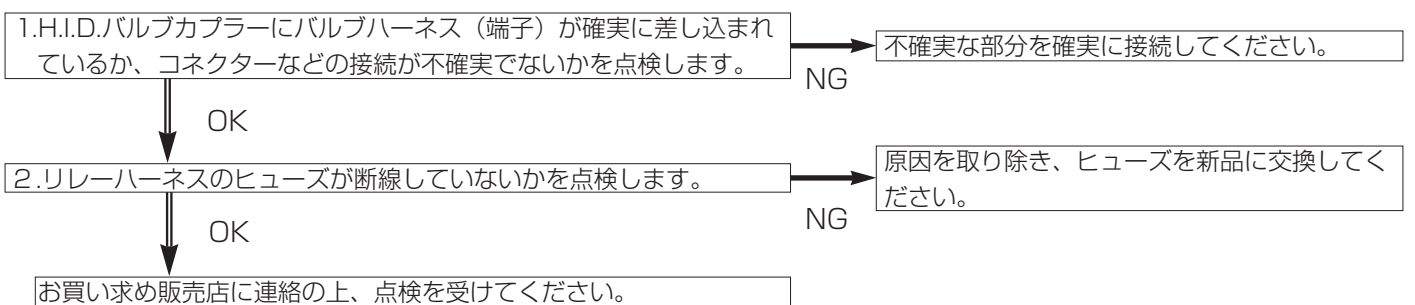 1.H.I.D.バルブカプラーにバルブハーネス（端子）が確実に差し込まれ
ているか、コネクターなどの接続が不確実でないかを点検します。
不確実な部分を確実に接続してください。
NG
OK
２.リレーハーネスのヒューズが断線していないかを点検します。
原因を取り除き、ヒューズを新品に交換してく
ださい。
NG
OK
お買い求め販売店に連絡の上、点検を受けてください。